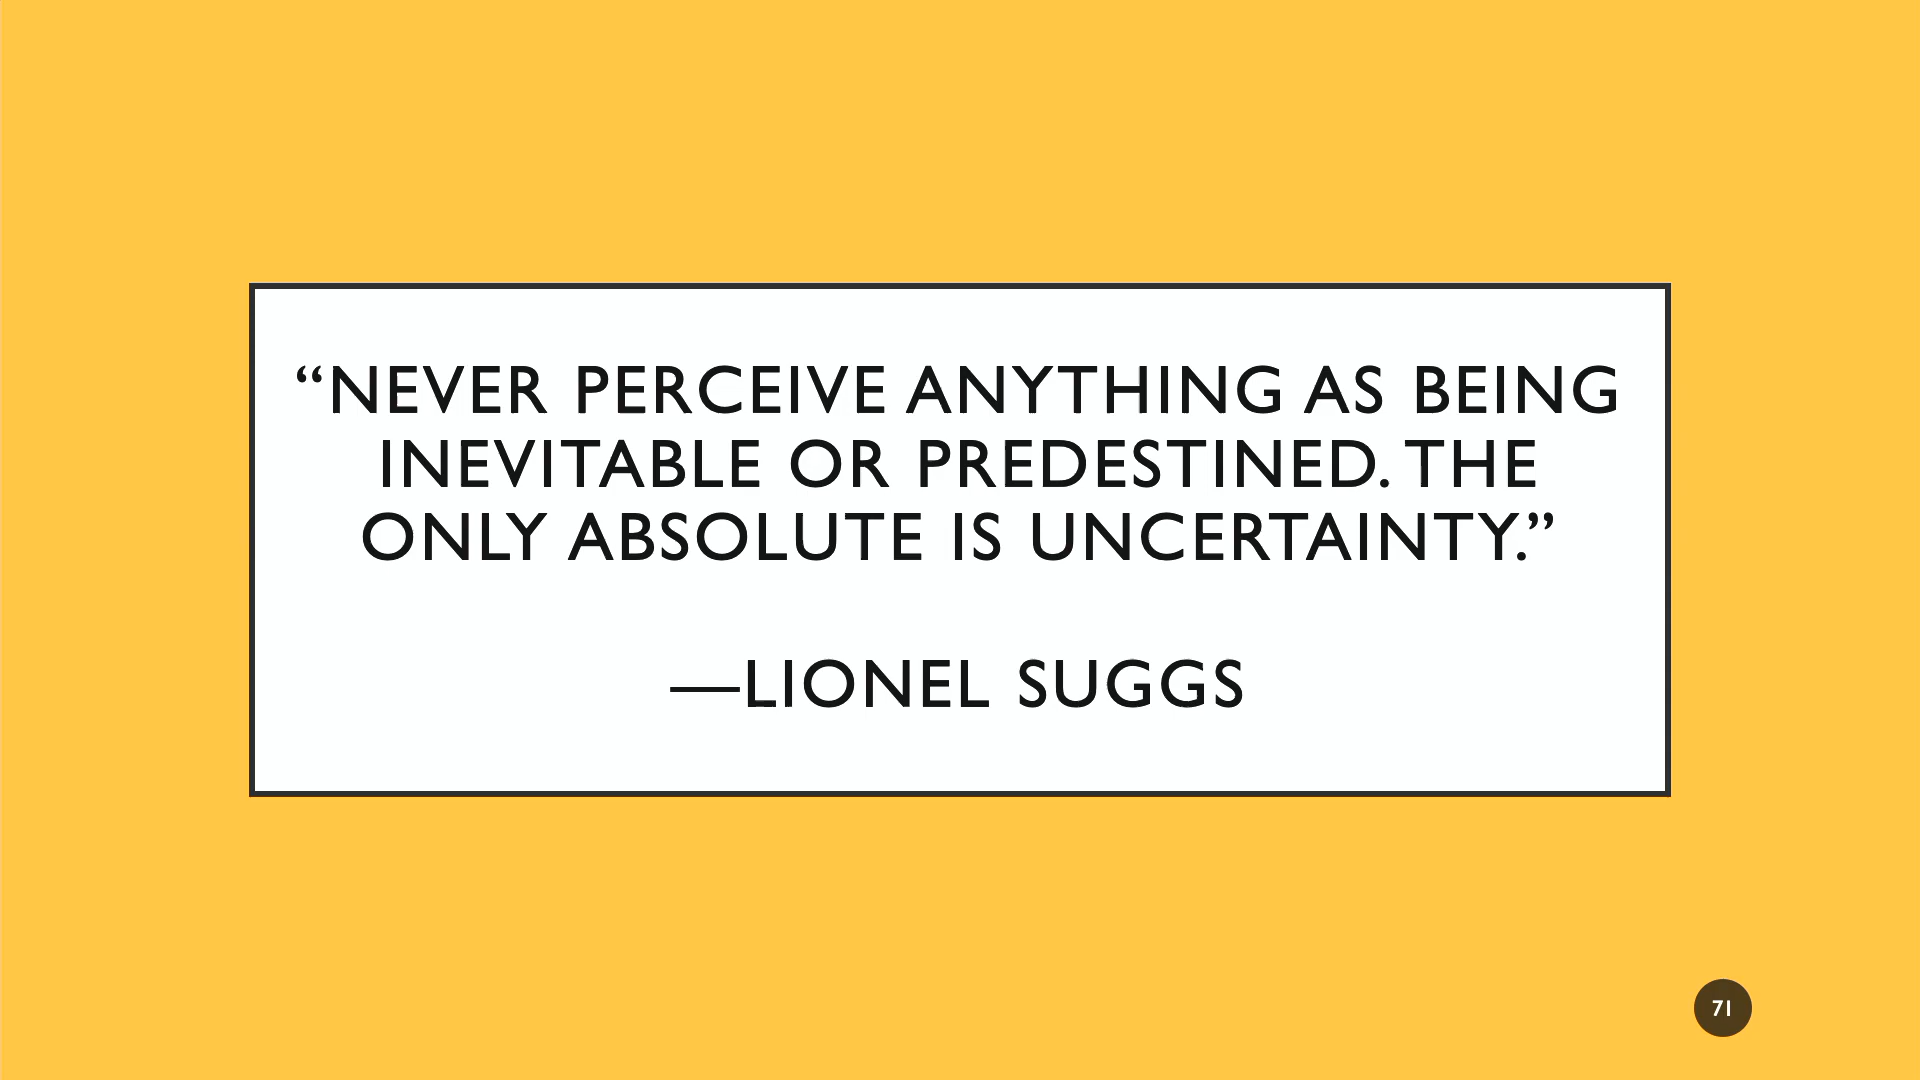 “NEVER PERCEIVE ANYTHING AS BEING
INEVITABLE OR PREDESTINED. THE
ONLY ABSOLUTE IS UNCERTAINTY.”
—LIONEL SUGGS
71